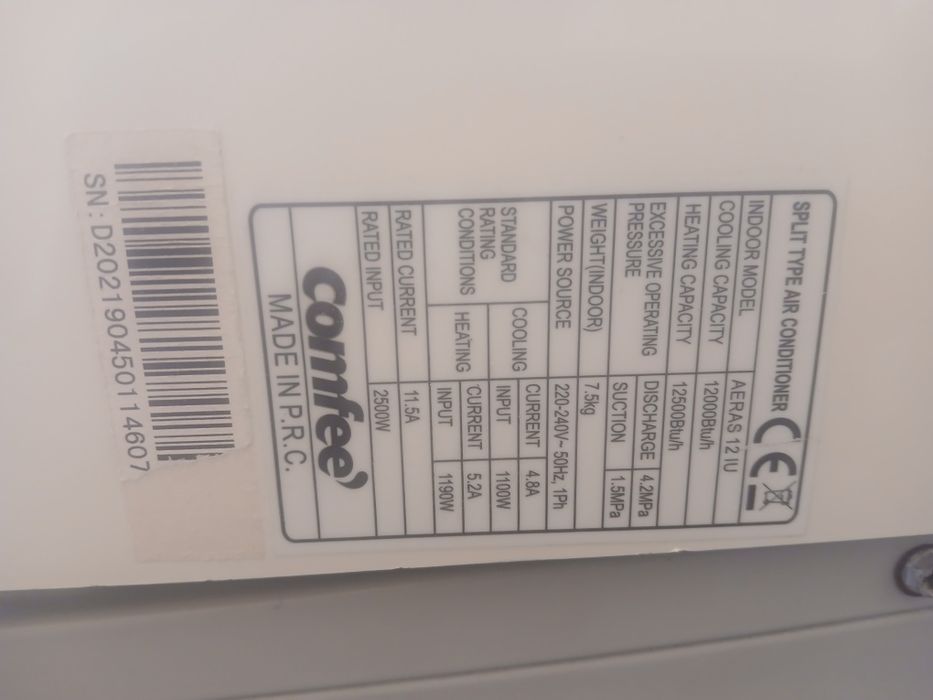 SPLIT TYPE AIR CONDITIONER CE
INDOOR MODEL AERAS 12 IU
COOLING CAPACITY 12000Btu/h
HEATING CAPACITY 12500Btu/h
EXCESSIVE OPERATING PRESSURE DISCHARGE 4.2MPa
SUCTION 1.5MPa
WEIGHT(INDOOR) 7.5kg
POWER SOURCE 220-240V~ 50Hz, 1Ph
STANDARD RATING CONDITIONS COOLING CURRENT 4.8A
INPUT 1100W
HEATING CURRENT 5.2A
INPUT 1190W
RATED CURRENT 11.5A
RATED INPUT 2500W
comfee'
MADE IN P.R.C.
SN: D202190450114607